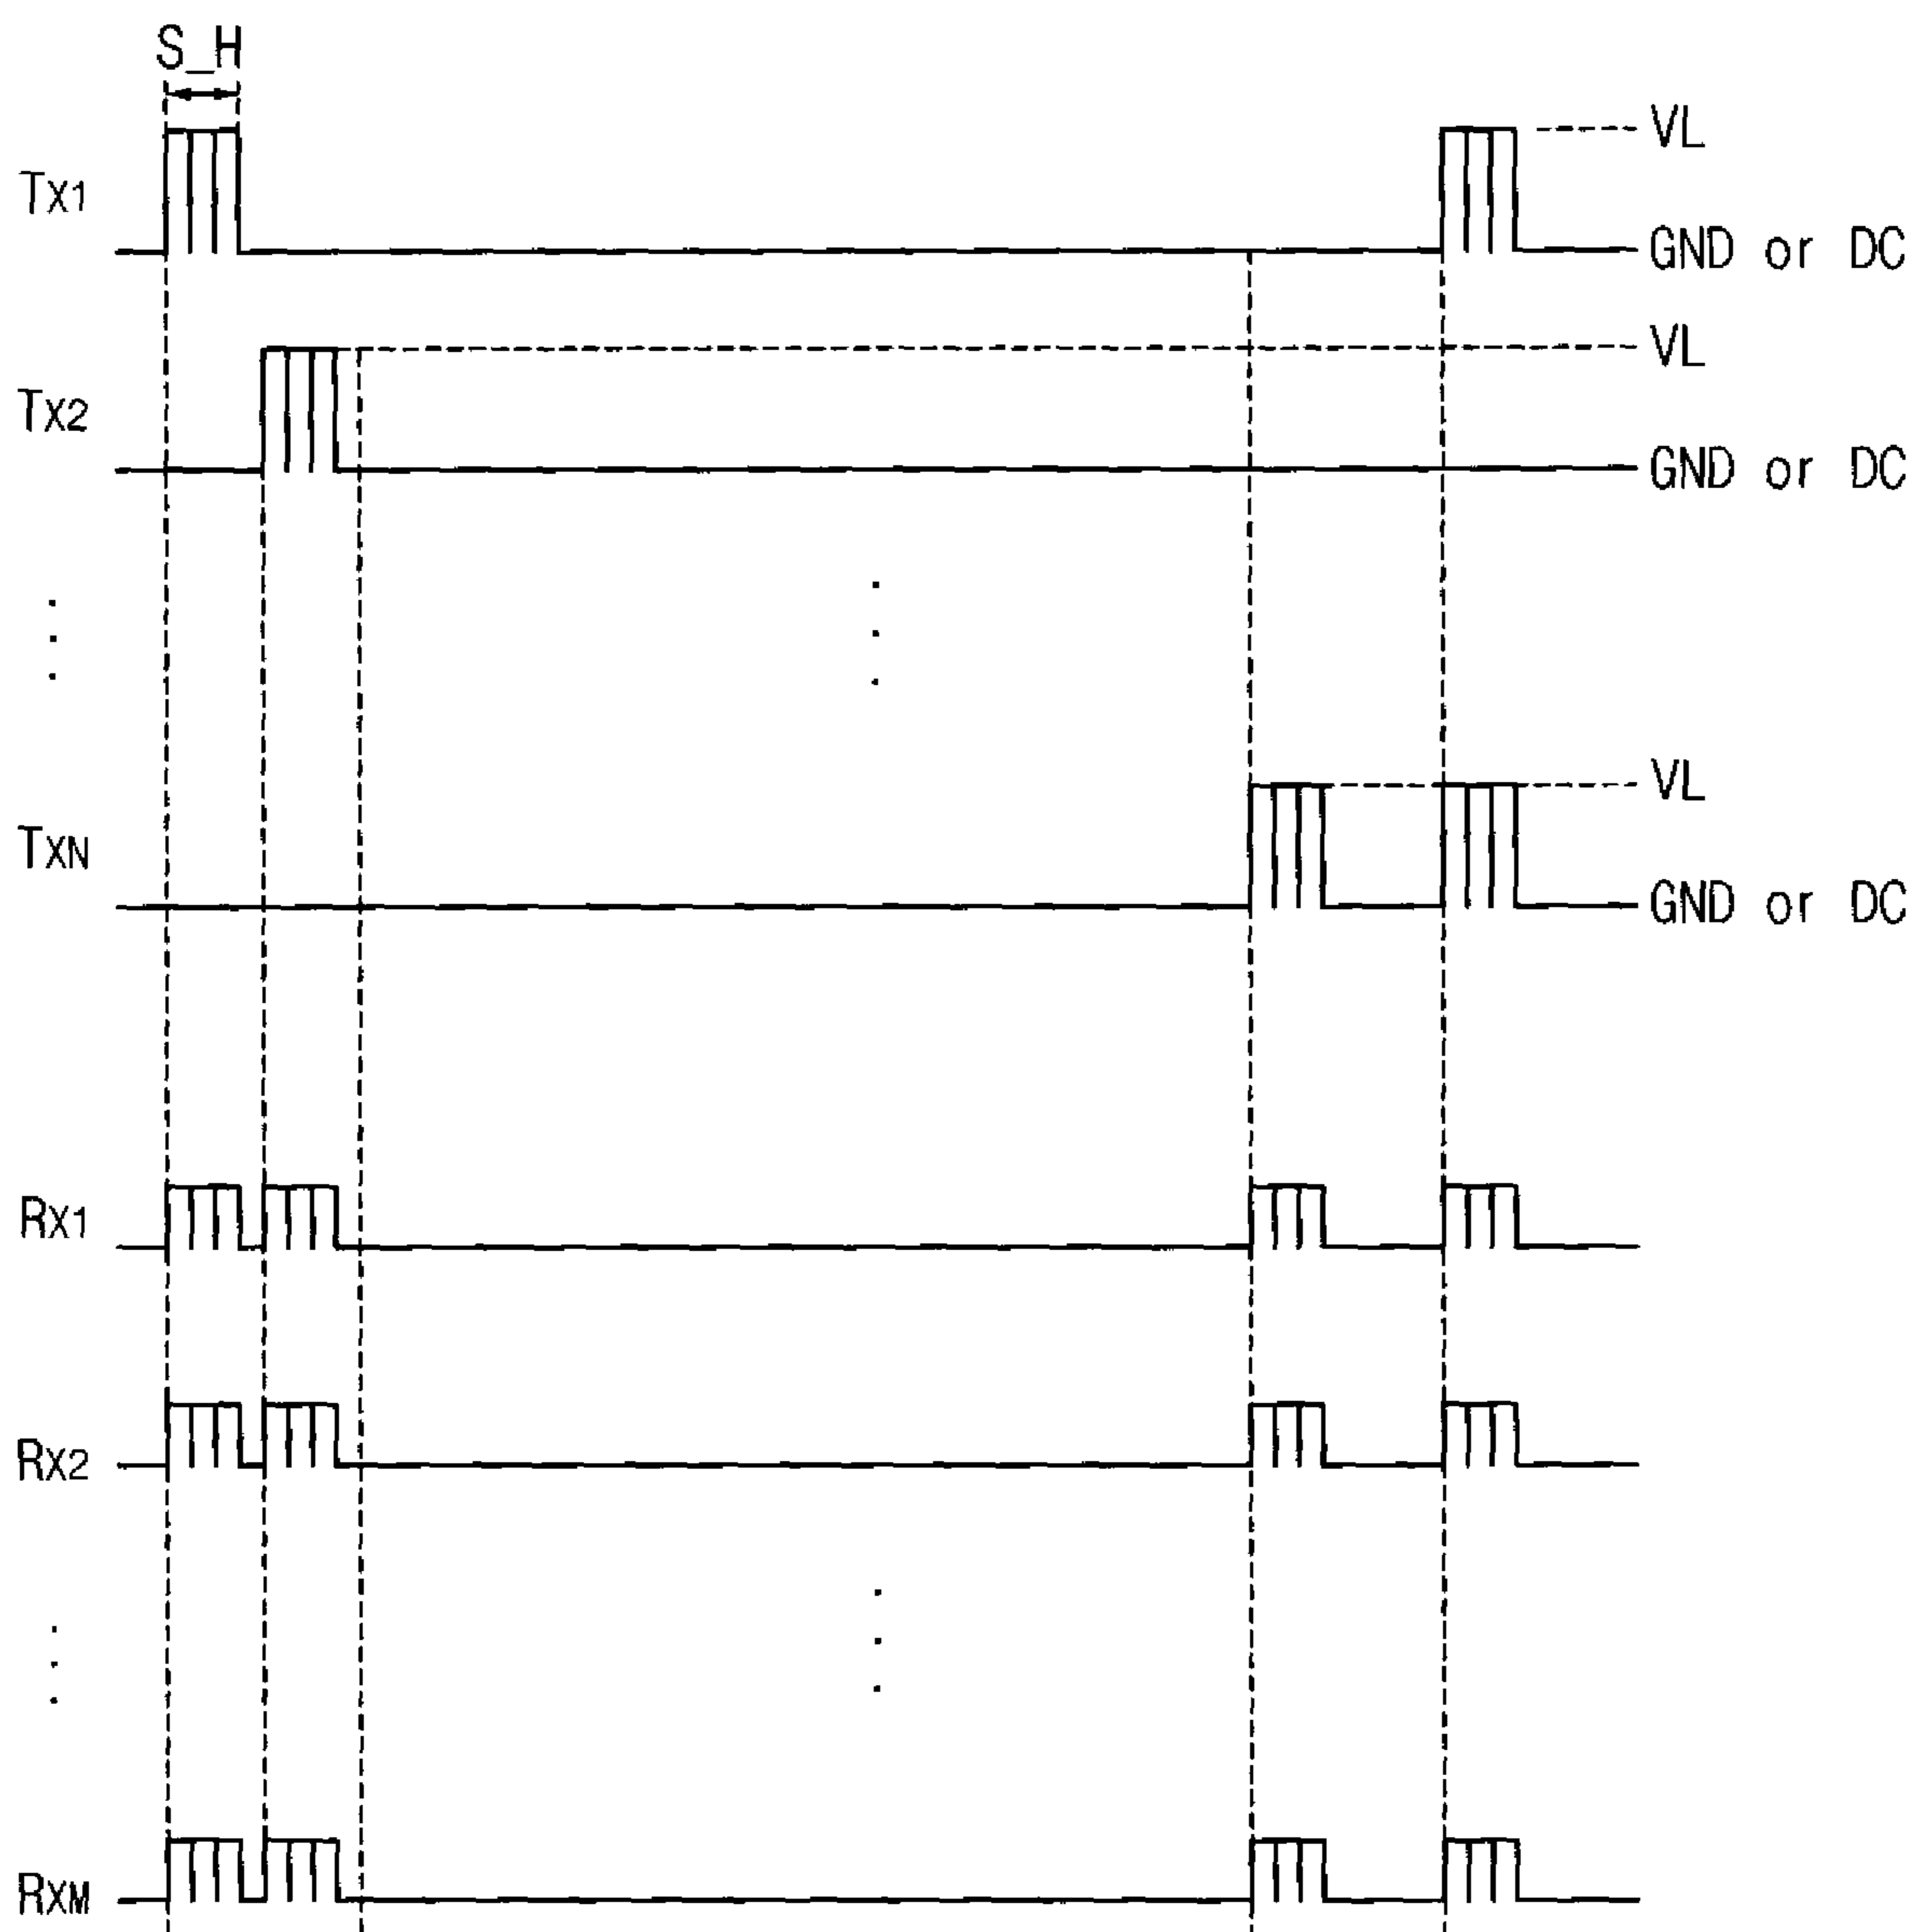 S_H
VL
Tx1
GND or DC
VL
Tx2
GND or DC
VL
TxN
GND or DC
Rx1
Rx2
RxM